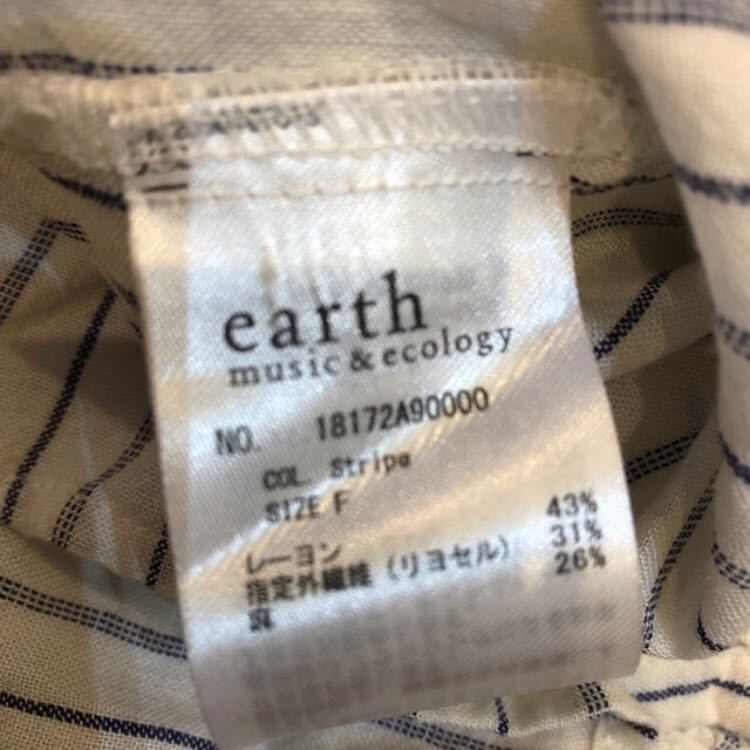 earth
music & ecology
NO. 18172A90000
COL. Stripe
SIZE F
レーヨン 43%
指定外繊維 (リヨセル) 31%
麻 26%